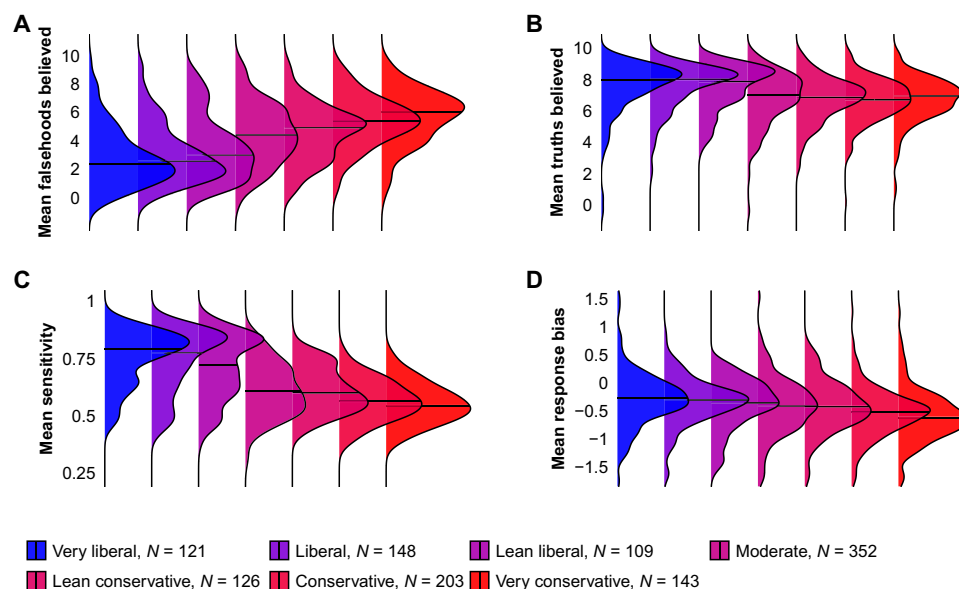 A
Mean falsehoods believed
10
8
6
4
2
0
B
Mean truths believed
10
8
6
4
2
0
C
Mean sensitivity
1
0.75
0.5
0.25
D
Mean response bias
1.5
1
0.5
0
−0.5
−1
−1.5
Very liberal, N = 121
Liberal, N = 148
Lean liberal, N = 109
Moderate, N = 352
Lean conservative, N = 126
Conservative, N = 203
Very conservative, N = 143